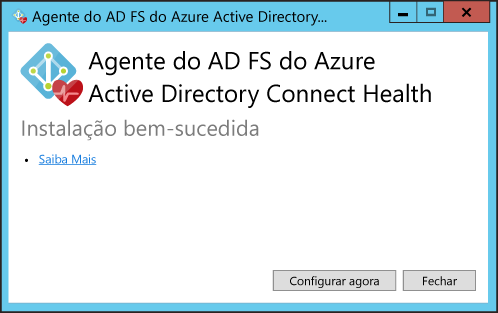 Agente do AD FS do Azure Active Directory...
Agente do AD FS do Azure
Active Directory Connect Health
Instalação bem-sucedida
Saiba Mais
Configurar agora
Fechar